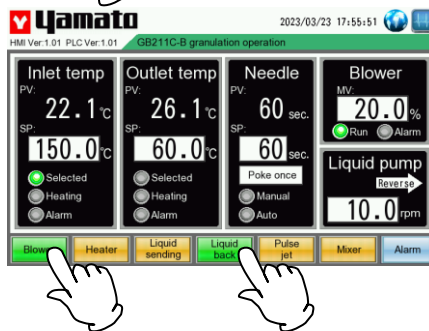 Yamato
2023/03/23 17:55:51
HMI Ver:1.01 PLC Ver:1.01
GB211C-B granulation operation
Inlet temp
PV:
22.1℃
SP:
150.0℃
Selected
Heating
Alarm
Outlet temp
PV:
26.1℃
SP:
60.0℃
Selected
Heating
Alarm
Needle
PV:
60 sec.
SP:
60 sec.
Poke once
Manual
Auto
Blower
MV:
20.0%
Run
Alarm
Liquid pump
Reverse
10.0 rpm
Blower
Heater
Liquid
sending
Liquid
back
Pulse
jet
Mixer
Alarm